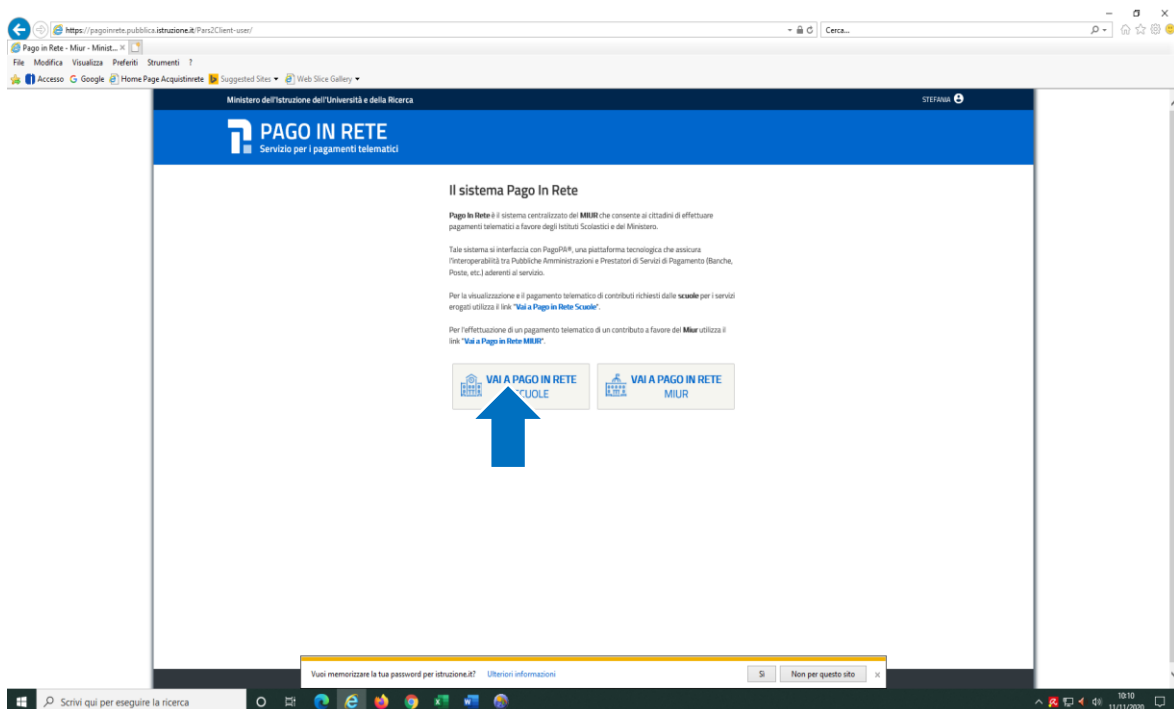 https://pagoinrete.pubblica.istruzione.it/Pars2Client-user/
Cerca...
Pago in Rete - Miur - Minist...
File Modifica Visualizza Preferiti Strumenti ?
Accesso Google Home Page Acquistinrete Suggested Sites Web Slice Gallery
Ministero dell'Istruzione dell'Università e della Ricerca
STEFANIA
PAGO IN RETE
Servizio per i pagamenti telematici
Il sistema Pago In Rete
Pago In Rete è il sistema centralizzato del MIUR che consente ai cittadini di effettuare
pagamenti telematici a favore degli Istituti Scolastici e del Ministero.
Tale sistema si interfaccia con PagoPA®, una piattaforma tecnologica che assicura
l'interoperabilità tra Pubbliche Amministrazioni e Prestatori di Servizi di Pagamento (Banche,
Poste, etc.) aderenti al servizio.
Per la visualizzazione e il pagamento telematico di contributi richiesti dalle scuole per i servizi
erogati utilizza il link "Vai a Pago in Rete Scuole".
Per l'effettuazione di un pagamento telematico di un contributo a favore del Miur utilizza il
link "Vai a Pago in Rete MIUR".
VAI A PAGO IN RETE
CUOLE
VAI A PAGO IN RETE
MIUR
Vuoi memorizzare la tua password per istruzione.it? Ulteriori informazioni
Sì
Non per questo sito
Scrivi qui per eseguire la ricerca
10:10
11/11/2020